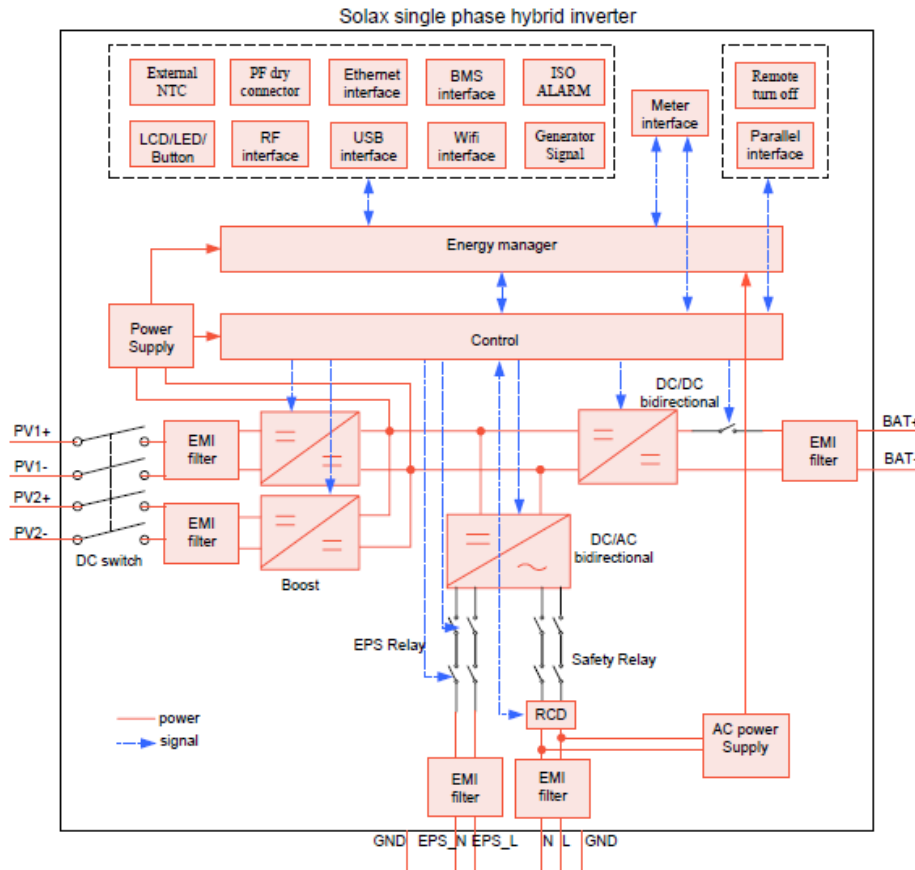 Solax single phase hybrid inverter
External
NTC
PF dry
connector
Ethernet
interface
BMS
interface
ISO
ALARM
Meter
interface
Remote
turn off
LCD/LED/
Button
RF
interface
USB
interface
Wifi
interface
Generator
Signal
Parallel
interface
Energy manager
Power
Supply
Control
DC/DC
bidirectional
PV1+
PV1-
PV2+
PV2-
EMI
filter
EMI
filter
DC switch
Boost
BAT+
BAT-
EMI
filter
DC/AC
bidirectional
EPS Relay
Safety Relay
RCD
power
signal
AC power
Supply
EMI
filter
EMI
filter
GND EPS_N EPS_L N L GND